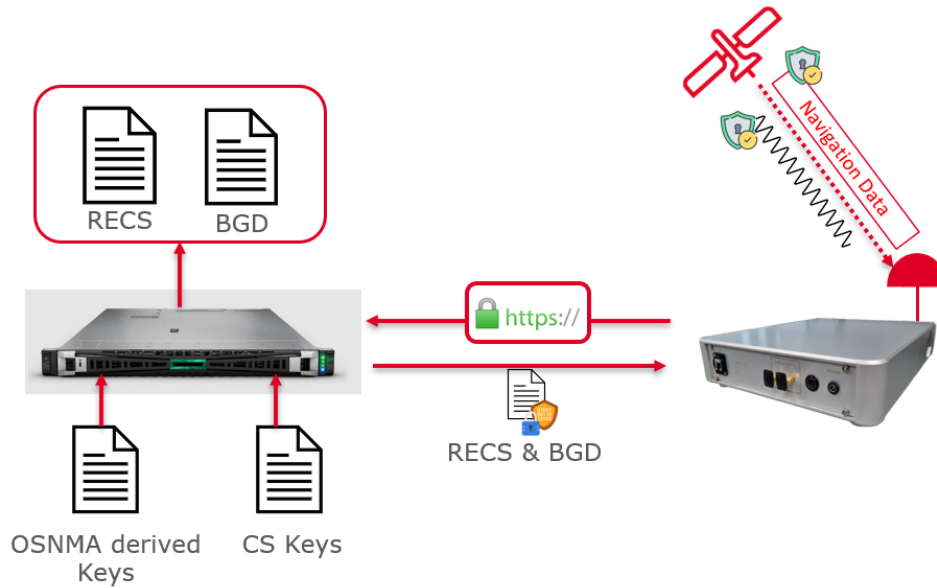 Navigation Data
RECS
BGD
https://
RECS & BGD
OSNMA derived
Keys
CS Keys